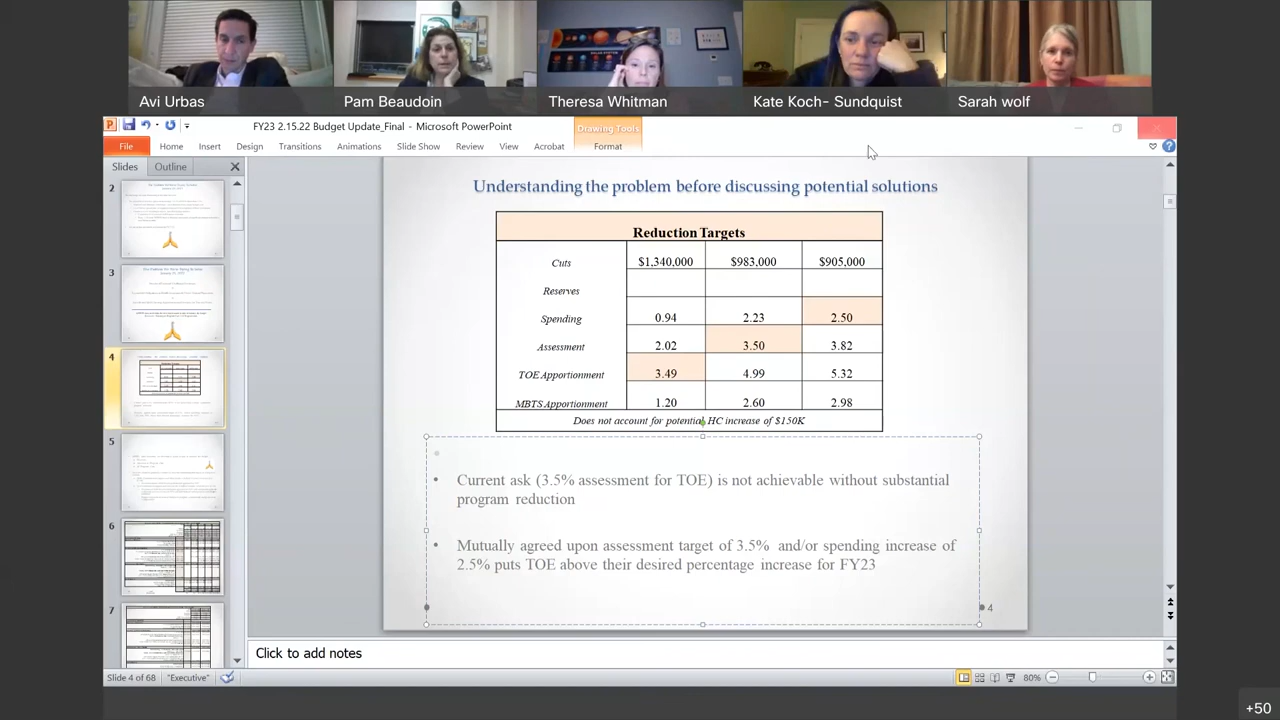 Avi Urbas
Pam Beaudoin
Theresa Whitman
Kate Koch- Sundquist
Sarah wolf
FY23 2.15.22 Budget Update_Final - Microsoft PowerPoint
Drawing Tools
File Home Insert Design Transitions Animations Slide Show Review View Acrobat Format
Slides Outline
2
3
4
5
6
7
Understanding the problem before discussing potential solutions
Reduction Targets
Cuts $1,340,000 $983,000 $905,000
Reserves
Spending 0.94 2.23 2.50
Assessment 2.02 3.50 3.82
TOE Apportionment 3.49 4.99 5.32
MBTS Apportionment 1.20 2.60 2.98
Does not account for potential HC increase of $150K
• Current ask (3.5% assessment for TOE) is not achievable without substantial
program reduction
• Mutually agreed upon assessment target of 3.5% and/or spending increase of
2.5% puts TOE above their desired percentage increase for FY23
4
Click to add notes
Slide 4 of 68 "Executive" 80%
+50